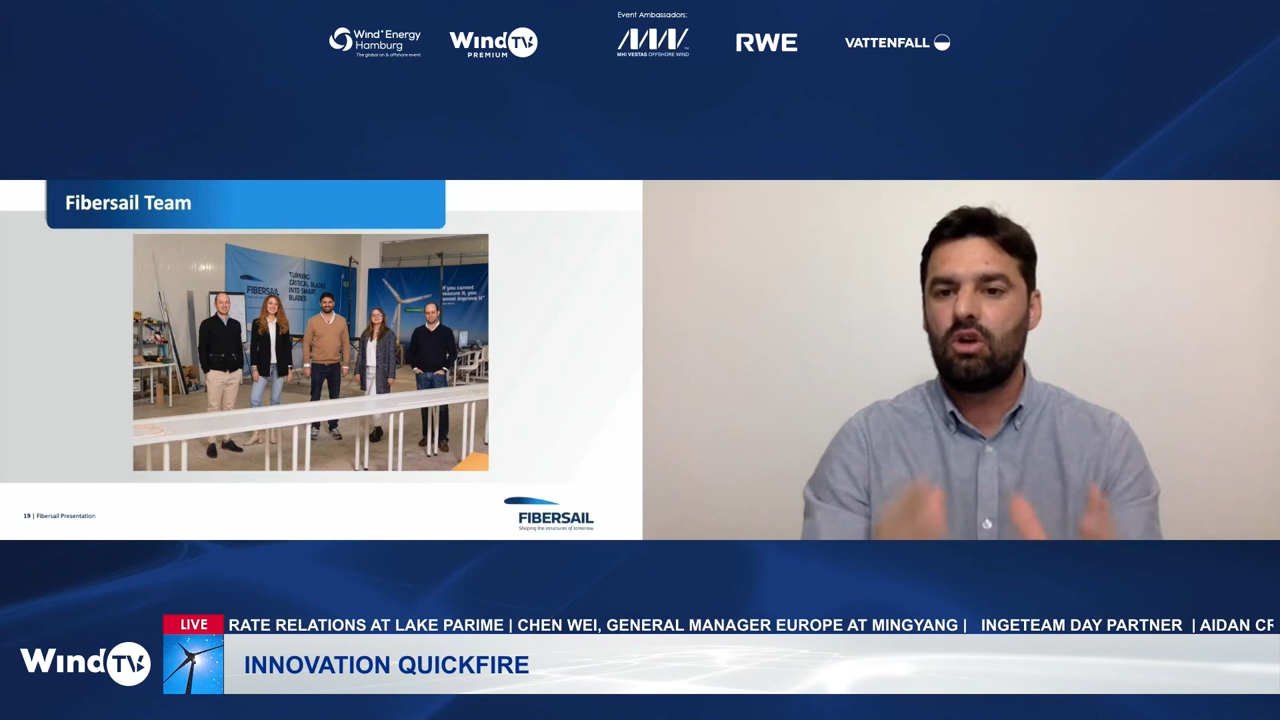 Event Ambassadors:
Wind Energy
Hamburg
The global on & offshore event
WindTV
PREMIUM
MHI VESTAS OFFSHORE WIND
RWE
VATTENFALL
Fibersail Team
TURNING
CRITICAL BLADES
INTO SMART
BLADES
FIBERSAIL
"If you cannot
measure it, you
cannot improve it"
19 | Fibersail Presentation
FIBERSAIL
Shaping the structures of tomorrow
LIVE
RATE RELATIONS AT LAKE PARIME | CHEN WEI, GENERAL MANAGER EUROPE AT MINGYANG | INGETEAM DAY PARTNER | AIDAN CR
WindTV
INNOVATION QUICKFIRE